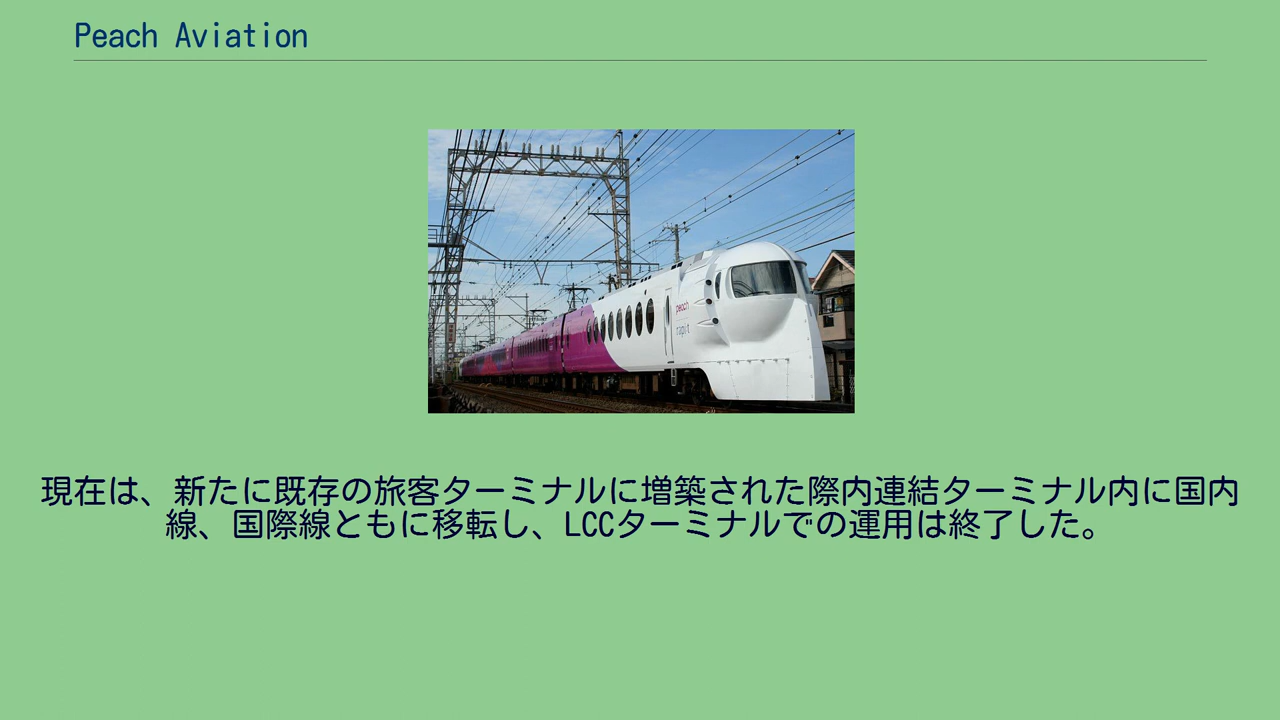 Peach Aviation
peach
rapi:t
現在は、新たに既存の旅客ターミナルに増築された際内連結ターミナル内に国内
線、国際線ともに移転し、LCCターミナルでの運用は終了した。